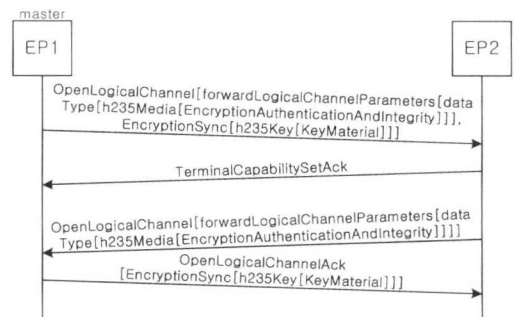 master
EP1
EP2
OpenLogicalChannel[forwardLogicalChannelParameters[data
Type[h235Media[EncryptionAuthenticationAndIntegrity]]],
EncryptionSync[h235Key[KeyMaterial]]]
TerminalCapabilitySetAck
OpenLogicalChannel[forwardLogicalChannelParameters[data
Type[h235Media[EncryptionAuthenticationAndIntegrity]]]]
OpenLogicalChannelAck
[EncryptionSync[h235Key[KeyMaterial]]]